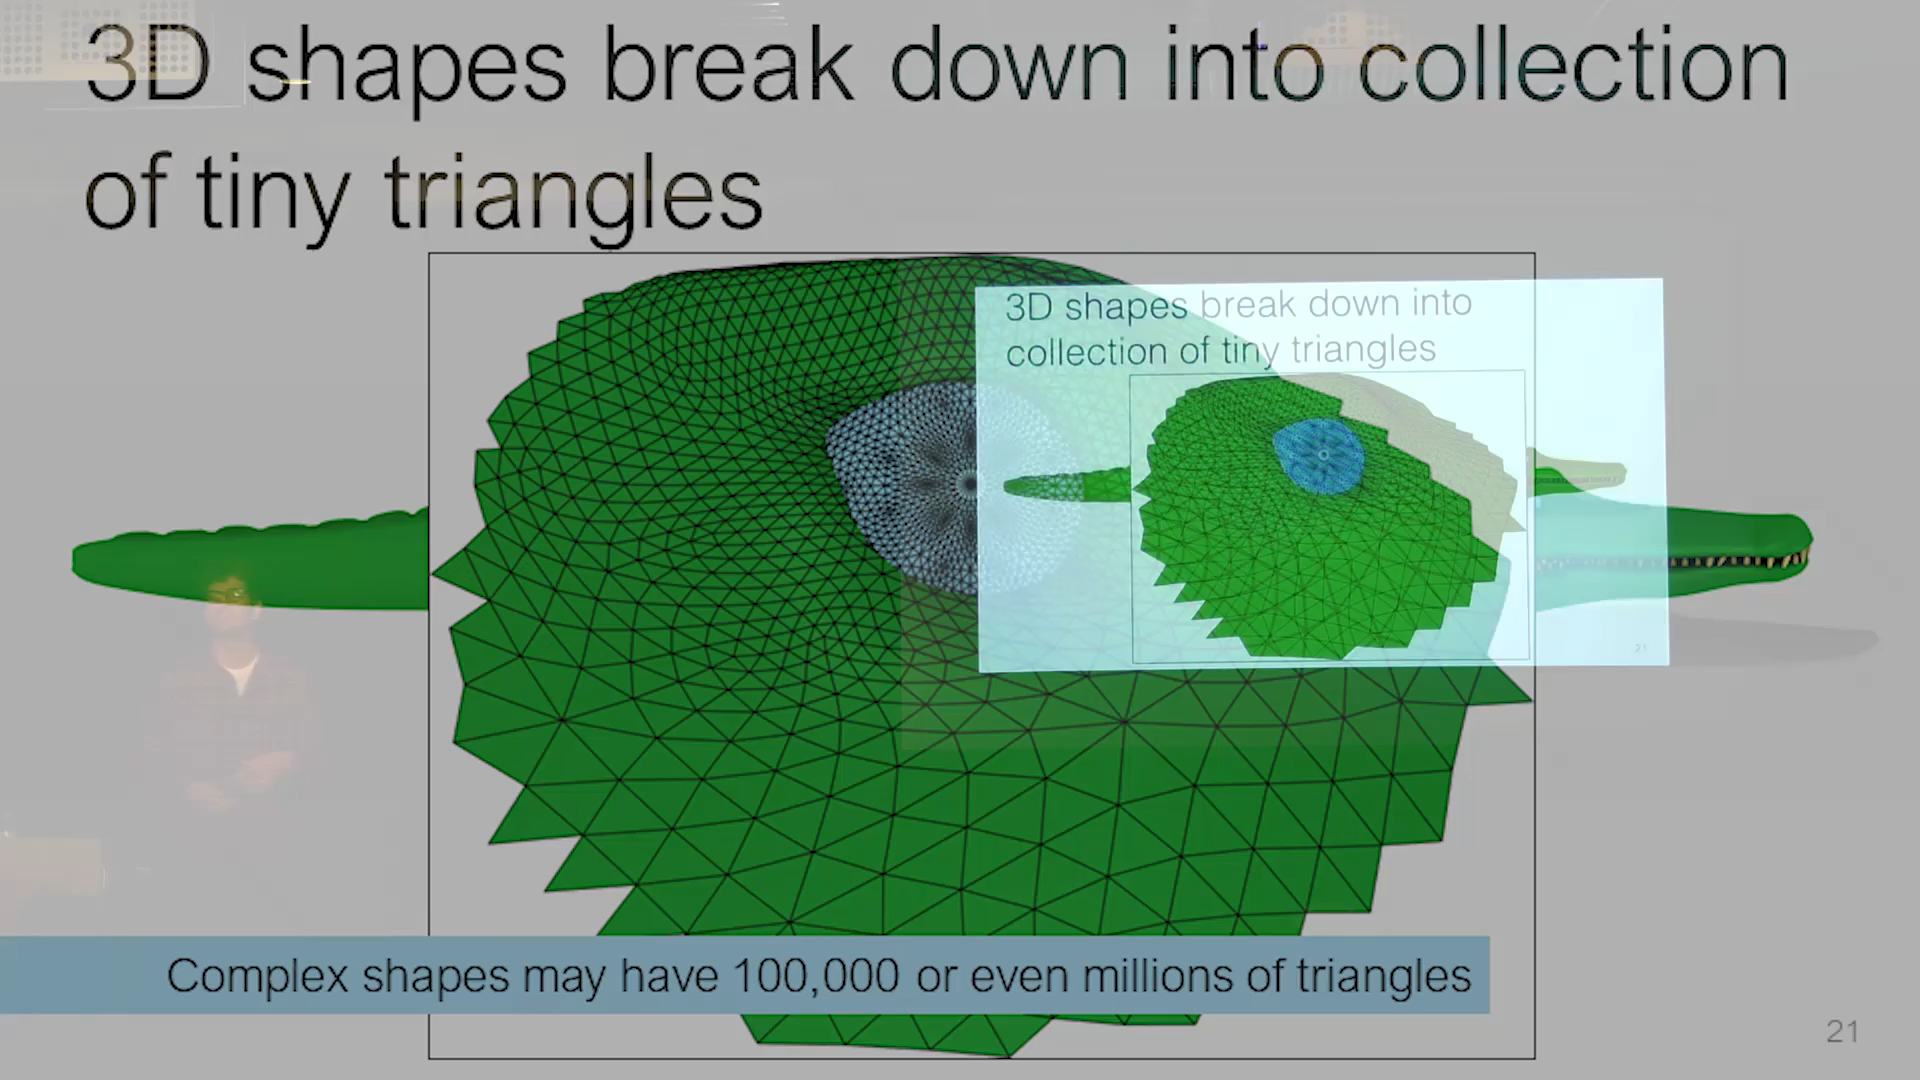 3D shapes break down into collection
of tiny triangles
3D shapes break down into
collection of tiny triangles
21
Complex shapes may have 100,000 or even millions of triangles
21